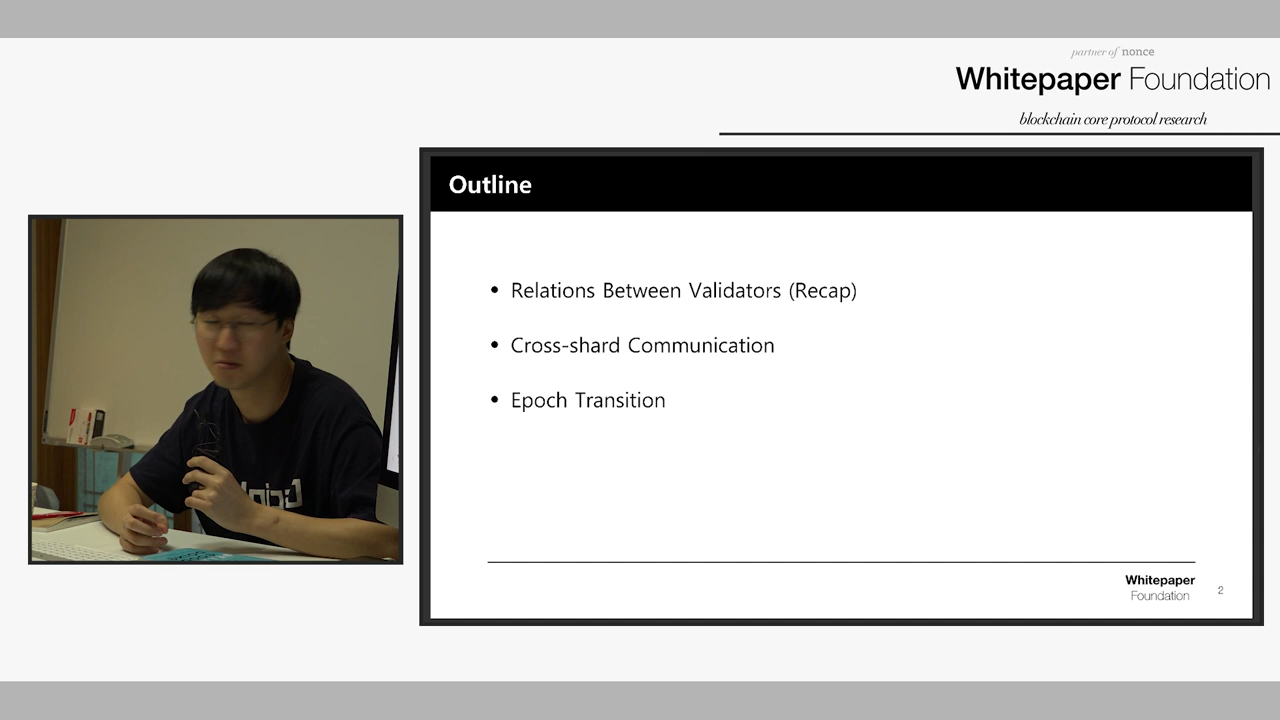 partner of nonce
Whitepaper Foundation
blockchain core protocol research
Outline
• Relations Between Validators (Recap)
• Cross-shard Communication
• Epoch Transition
Whitepaper
Foundation
2